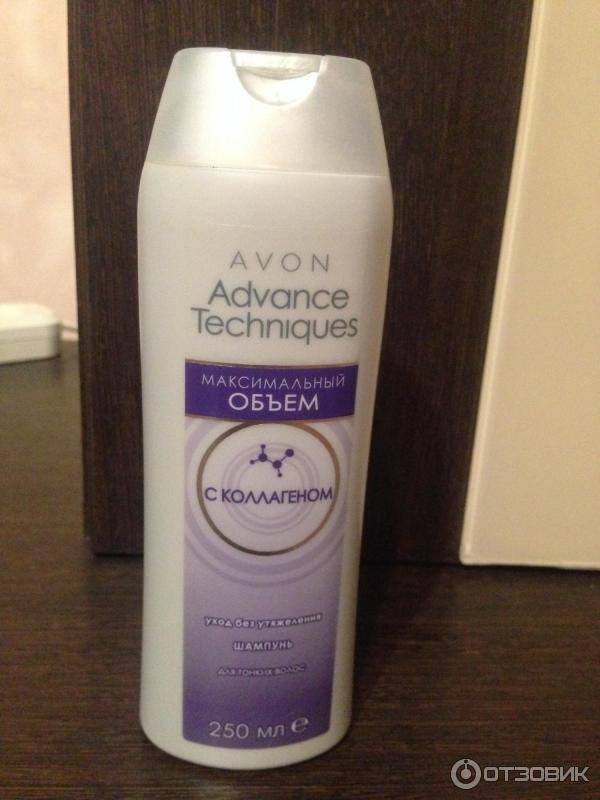 AVON
Advance
Techniques
МАКСИМАЛЬНЫЙ
ОБЪЕМ
С КОЛЛАГЕНОМ
уход без утяжеления
ШАМПУНЬ
для тонких волос
250 мл e
ОТЗОВИК